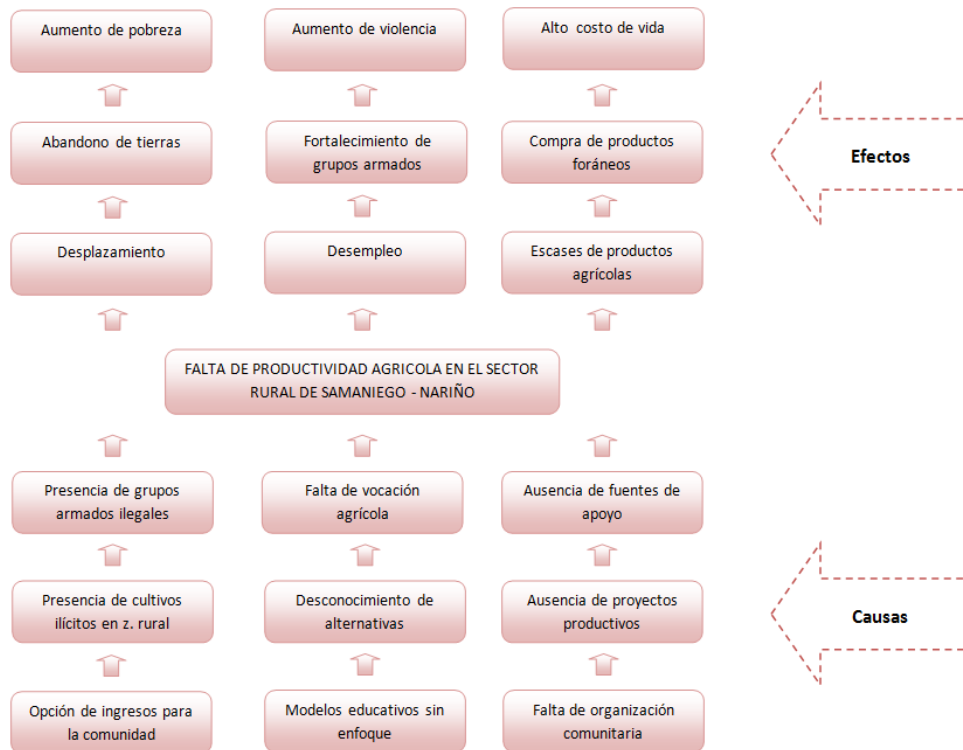 Aumento de pobreza
Aumento de violencia
Alto costo de vida
Abandono de tierras
Fortalecimiento de
grupos armados
Compra de productos
foráneos
Efectos
Desplazamiento
Desempleo
Escases de productos
agrícolas
FALTA DE PRODUCTIVIDAD AGRICOLA EN EL SECTOR
RURAL DE SAMANIEGO - NARIÑO
Presencia de grupos
armados ilegales
Falta de vocación
agrícola
Ausencia de fuentes de
apoyo
Presencia de cultivos
ilícitos en z. rural
Desconocimiento de
alternativas
Ausencia de proyectos
productivos
Causas
Opción de ingresos para
la comunidad
Modelos educativos sin
enfoque
Falta de organización
comunitaria